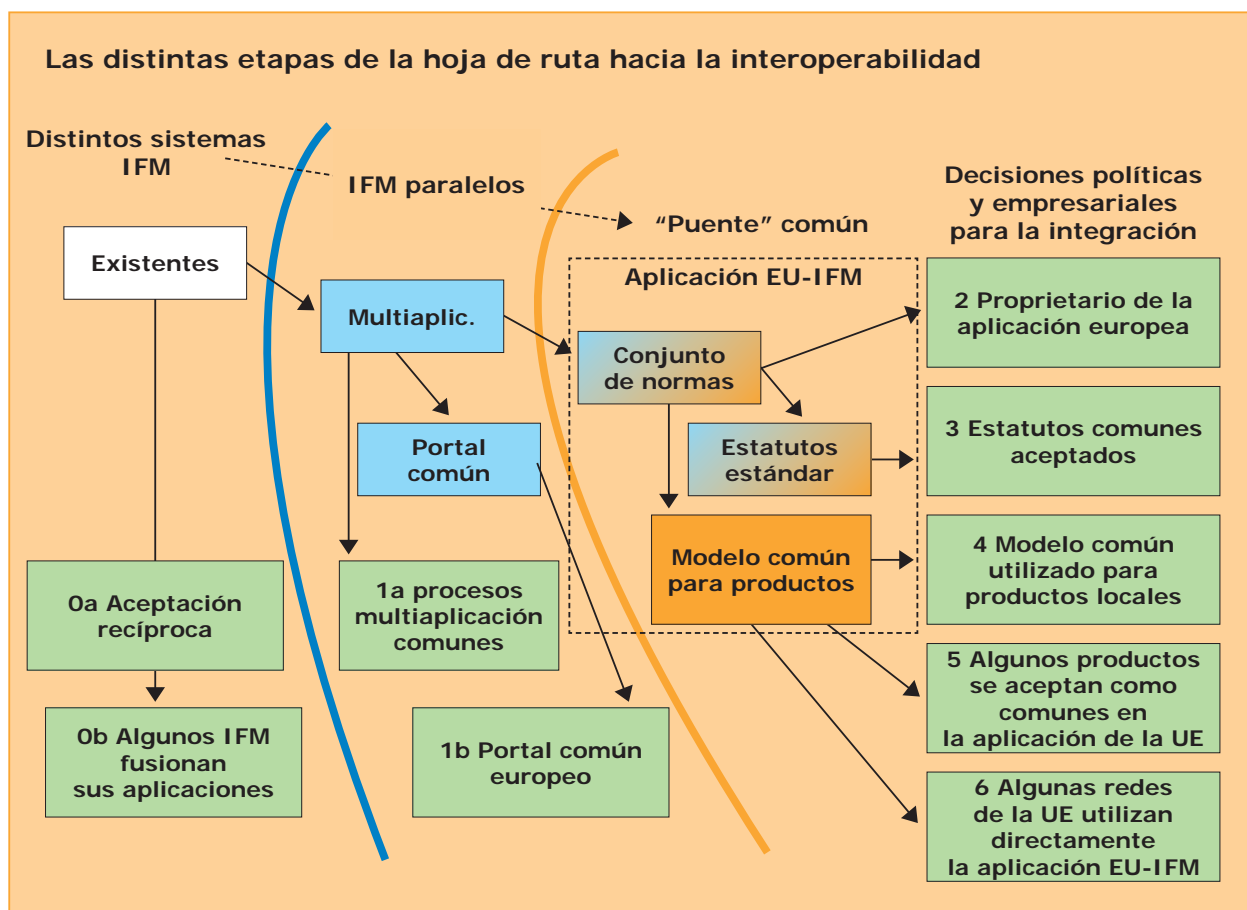 Las distintas etapas de la hoja de ruta hacia la interoperabilidad
Distintos sistemas
IFM
IFM paralelos
“Puente” común
Decisiones políticas
y empresariales
para la integración
Existentes
Multiaplic.
Portal
común
Aplicación EU-IFM
Conjunto
de normas
Estatutos
estándar
Modelo común
para productos
0a Aceptación
recíproca
0b Algunos IFM
fusionan
sus aplicaciones
1a procesos
multiaplicación
comunes
1b Portal común
europeo
2 Proprietario de la
aplicación europea
3 Estatutos comunes
aceptados
4 Modelo común
utilizado para
productos locales
5 Algunos productos
se aceptan como
comunes en
la aplicación de la UE
6 Algunas redes
de la UE utilizan
directamente
la aplicación EU-IFM